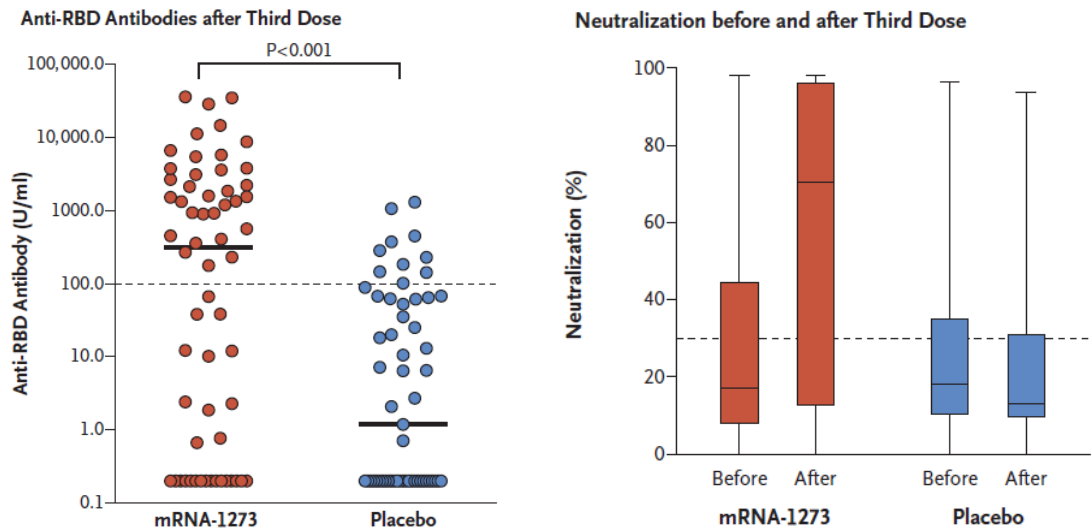 Anti-RBD Antibodies after Third Dose
P<0.001
100,000.0
10,000.0
1000.0
100.0
10.0
1.0
0.1
Anti-RBD Antibody (U/ml)
mRNA-1273
Placebo
Neutralization before and after Third Dose
100
80
60
40
20
0
Neutralization (%)
Before
After
Before
After
mRNA-1273
Placebo